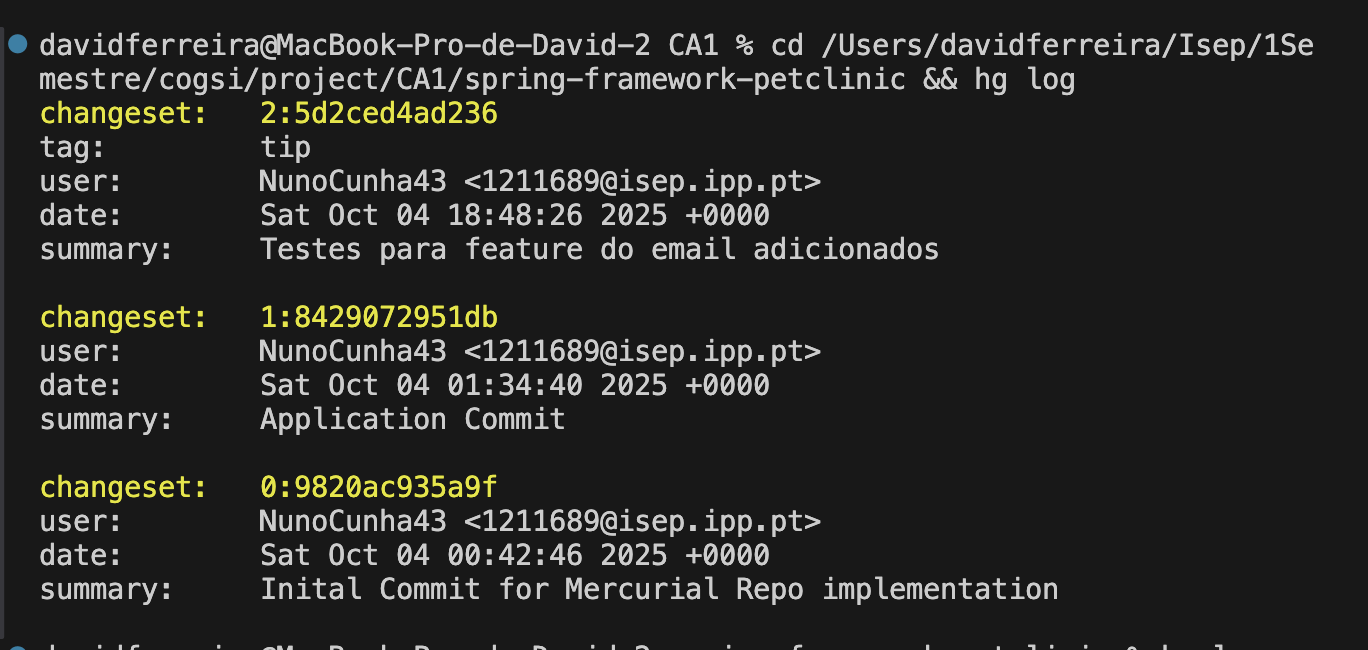 davidferreira@MacBook-Pro-de-David-2 CA1 % cd /Users/davidferreira/Isep/1Se
mestre/cogsi/project/CA1/spring-framework-petclinic && hg log
changeset:   2:5d2ced4ad236
tag:         tip
user:        NunoCunha43 <1211689@isep.ipp.pt>
date:        Sat Oct 04 18:48:26 2025 +0000
summary:     Testes para feature do email adicionados
changeset:   1:8429072951db
user:        NunoCunha43 <1211689@isep.ipp.pt>
date:        Sat Oct 04 01:34:40 2025 +0000
summary:     Application Commit
changeset:   0:9820ac935a9f
user:        NunoCunha43 <1211689@isep.ipp.pt>
date:        Sat Oct 04 00:42:46 2025 +0000
summary:     Inital Commit for Mercurial Repo implementation